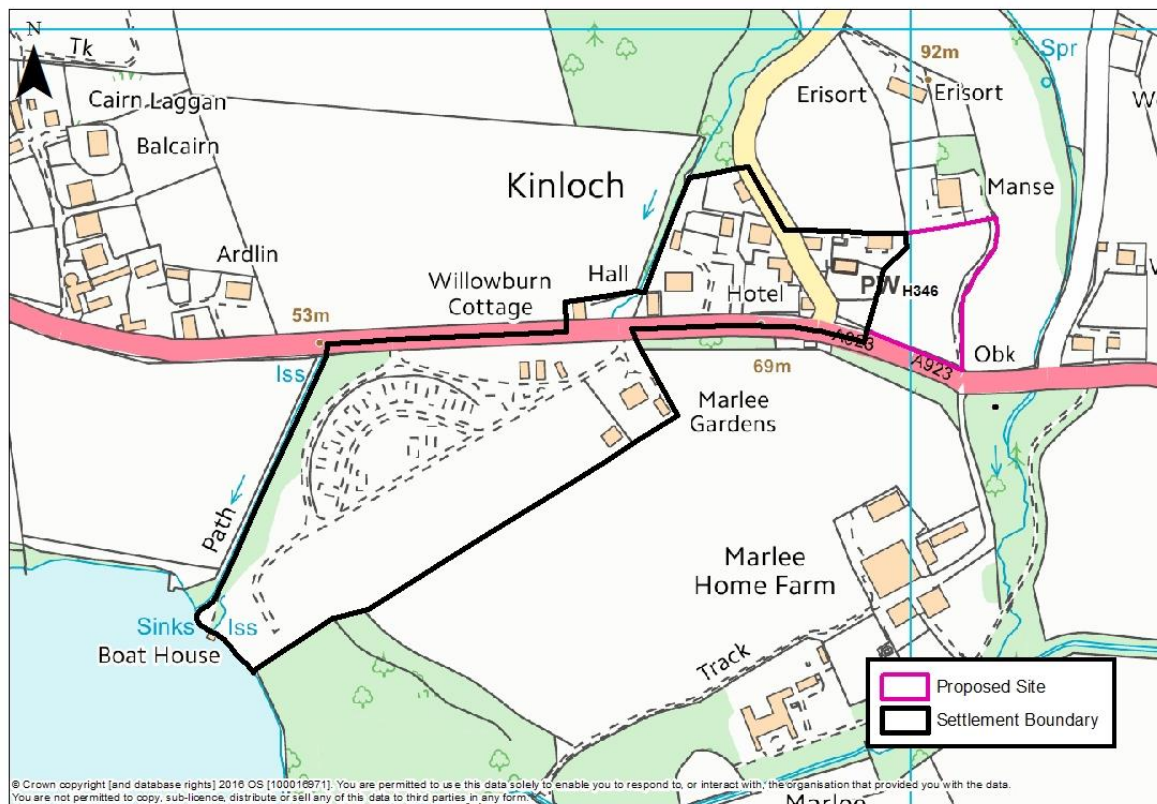 N
Tk
92m
Spr
Cairn Laggan
Erisort
Erisort
Balcairn
Kinloch
Manse
Ardlin
Hall
Willowburn
Cottage
PW
H346
Hotel
53m
A923
A923
Obk
Iss
69m
Marlee
Gardens
Path
Marlee
Home Farm
Sinks
Iss
Boat House
Track
Proposed Site
Settlement Boundary
© Crown copyright [and database rights] 2016 OS [100016971]. You are permitted to use this data solely to enable you to respond to, or interact with, the organisation that provided you with the data.
You are not permitted to copy, sub-licence, distribute or sell any of this data to third parties in any form.
Marlee